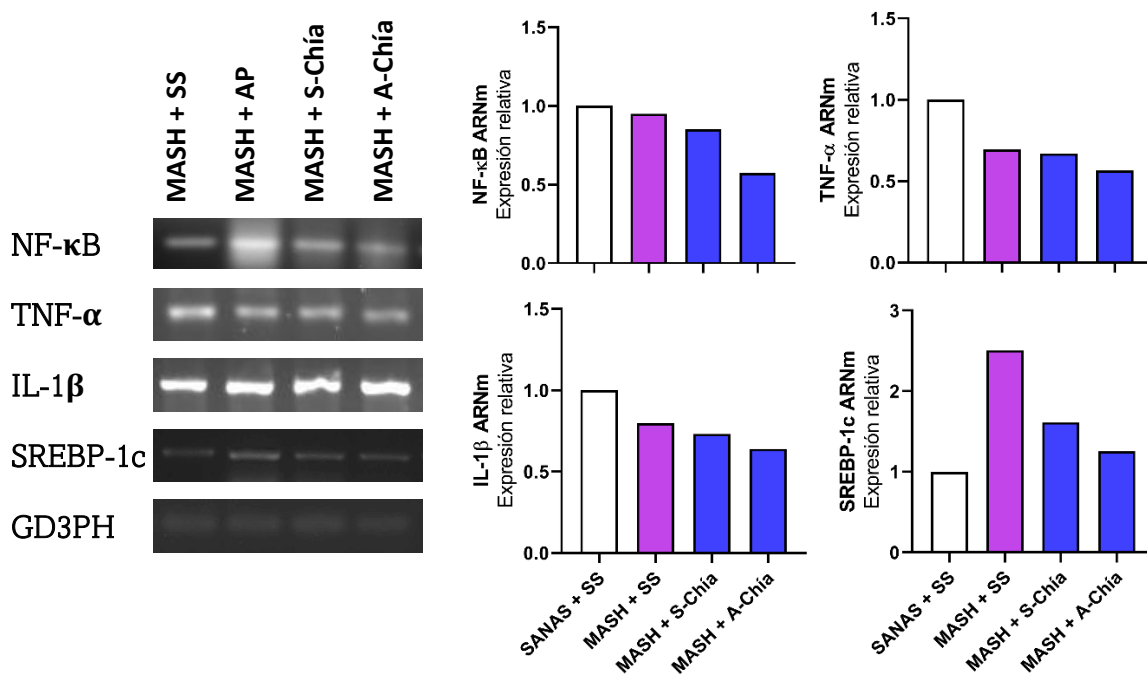 MASH + SS
MASH + AP
MASH + S-Chía
MASH + A-Chía
NF-κB
TNF-α
IL-1β
SREBP-1c
GD3PH
NF-κB ARNm
Expresión relativa
1.5
1.0
0.5
0.0
TNF-α ARNm
Expresión relativa
1.5
1.0
0.5
0.0
IL-1β ARNm
Expresión relativa
1.5
1.0
0.5
0.0
SANAS + SS
MASH + SS
MASH + S-Chía
MASH + A-Chía
SREBP-1c ARNm
Expresión relativa
3
2
1
0
SANAS + SS
MASH + SS
MASH + S-Chía
MASH + A-Chía